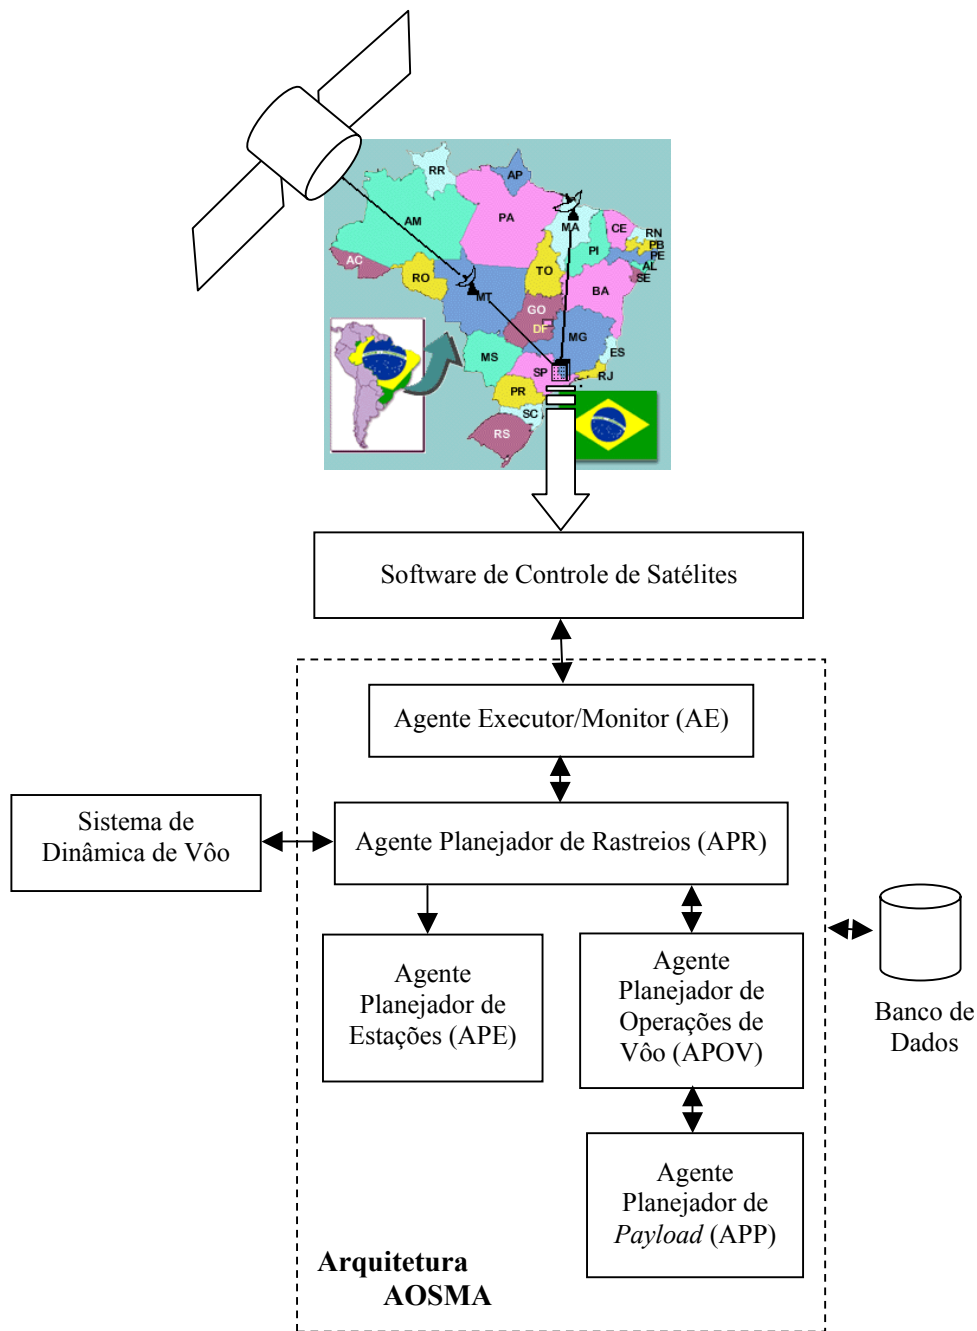 RR
AP
AM
PA
MA
CE
RN
PB
PE
AL
SE
PI
AC
RO
TO
BA
MT
GO
DF
MG
ES
MS
SP
RJ
PR
SC
RS
Software de Controle de Satélites
Agente Executor/Monitor (AE)
Sistema de
Dinâmica de Vôo
Agente Planejador de Rastreios (APR)
Agente
Planejador de
Estações (APE)
Agente
Planejador de
Operações de
Vôo (APOV)
Banco de
Dados
Agente
Planejador de
Payload (APP)
Arquitetura
AOSMA